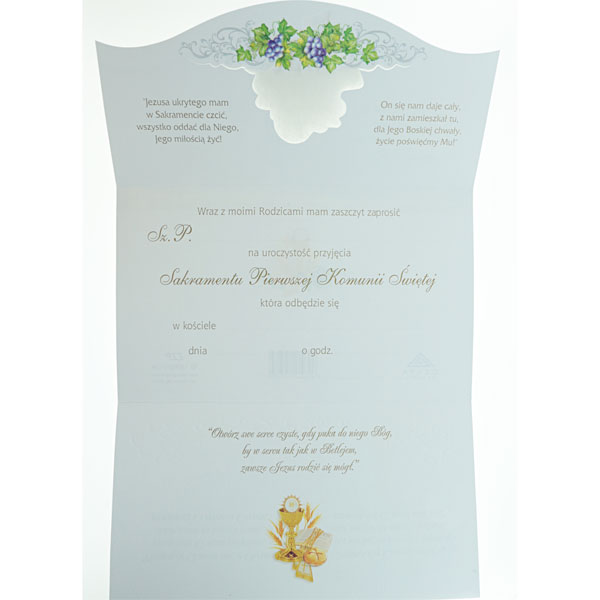 "Jezusa ukrytego mam
w Sakramencie czcić,
wszystko oddać dla Niego,
Jego miłością żyć!
On się nam daje cały,
z nami zamieszkał tu,
dla Jego Boskiej chwały,
życie poświęćmy Mu!"
Wraz z moimi Rodzicami mam zaszczyt zaprosić
Sz. P.
na uroczystość przyjęcia
Sakramentu Pierwszej Komunii Świętej
która odbędzie się
w kościele
dnia o godz.
"Otwórz swe serce czyste, gdy puka do niego Bóg,
by w sercu tak jak w Betlejem,
zawsze Jezus rodzić się mógł."